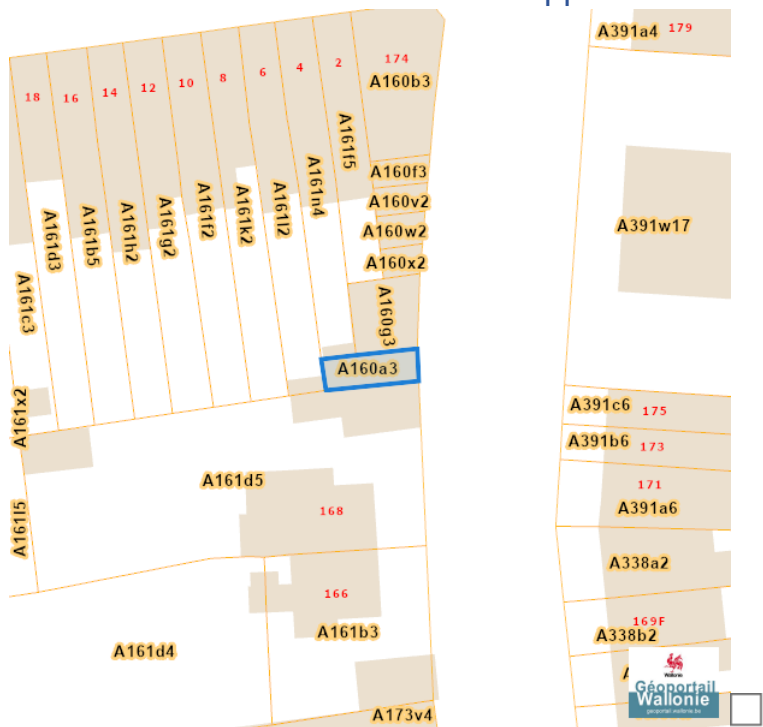 A391a4 179
174
A160b3
18 16 14 12 10 8 6 4 2
A161f5
A160f3
A160v2
A160w2
A160x2
A391w17
A161c3
A161d3
A161b5
A161h2
A161g2
A161f2
A161k2
A161l2
A161n4
A160g3
A160a3
A161x2
A391c6 175
A391b6 173
171
A391a6
A161d5
168
A161l5
A338a2
166
A161b3
169F
A338b2
A161d4
Wallonie
Géoportail
Wallonie
geoportail.wallonie.be
A173v4